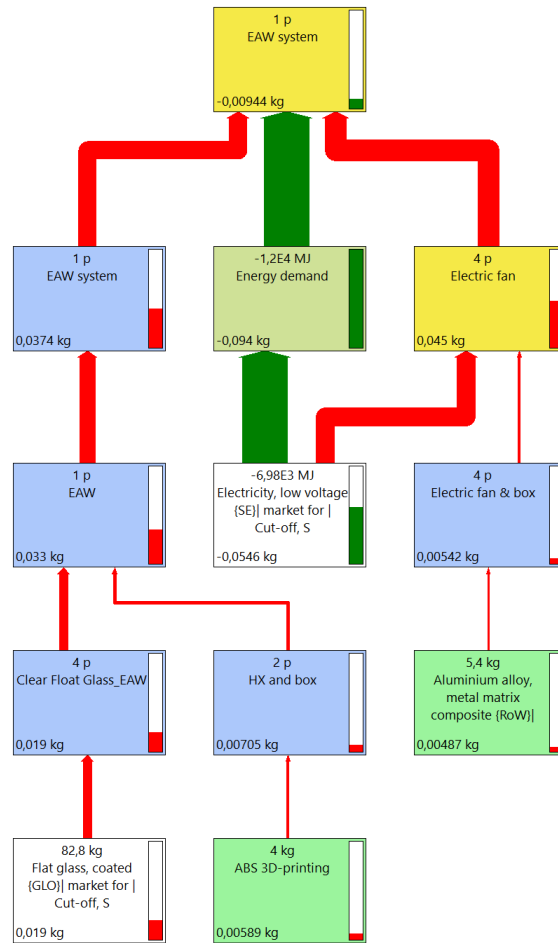 1 p
EAW system
-0,00944 kg
1 p
EAW system
0,0374 kg
-1,2E4 MJ
Energy demand
-0,094 kg
4 p
Electric fan
0,045 kg
1 p
EAW
0,033 kg
-6,98E3 MJ
Electricity, low voltage
{SE}| market for |
Cut-off, S
-0,0546 kg
4 p
Electric fan & box
0,00542 kg
4 p
Clear Float Glass_EAW
0,019 kg
2 p
HX and box
0,00705 kg
5,4 kg
Aluminium alloy,
metal matrix
composite {RoW}|
0,00487 kg
82,8 kg
Flat glass, coated
{GLO}| market for |
Cut-off, S
0,019 kg
4 kg
ABS 3D-printing
0,00589 kg